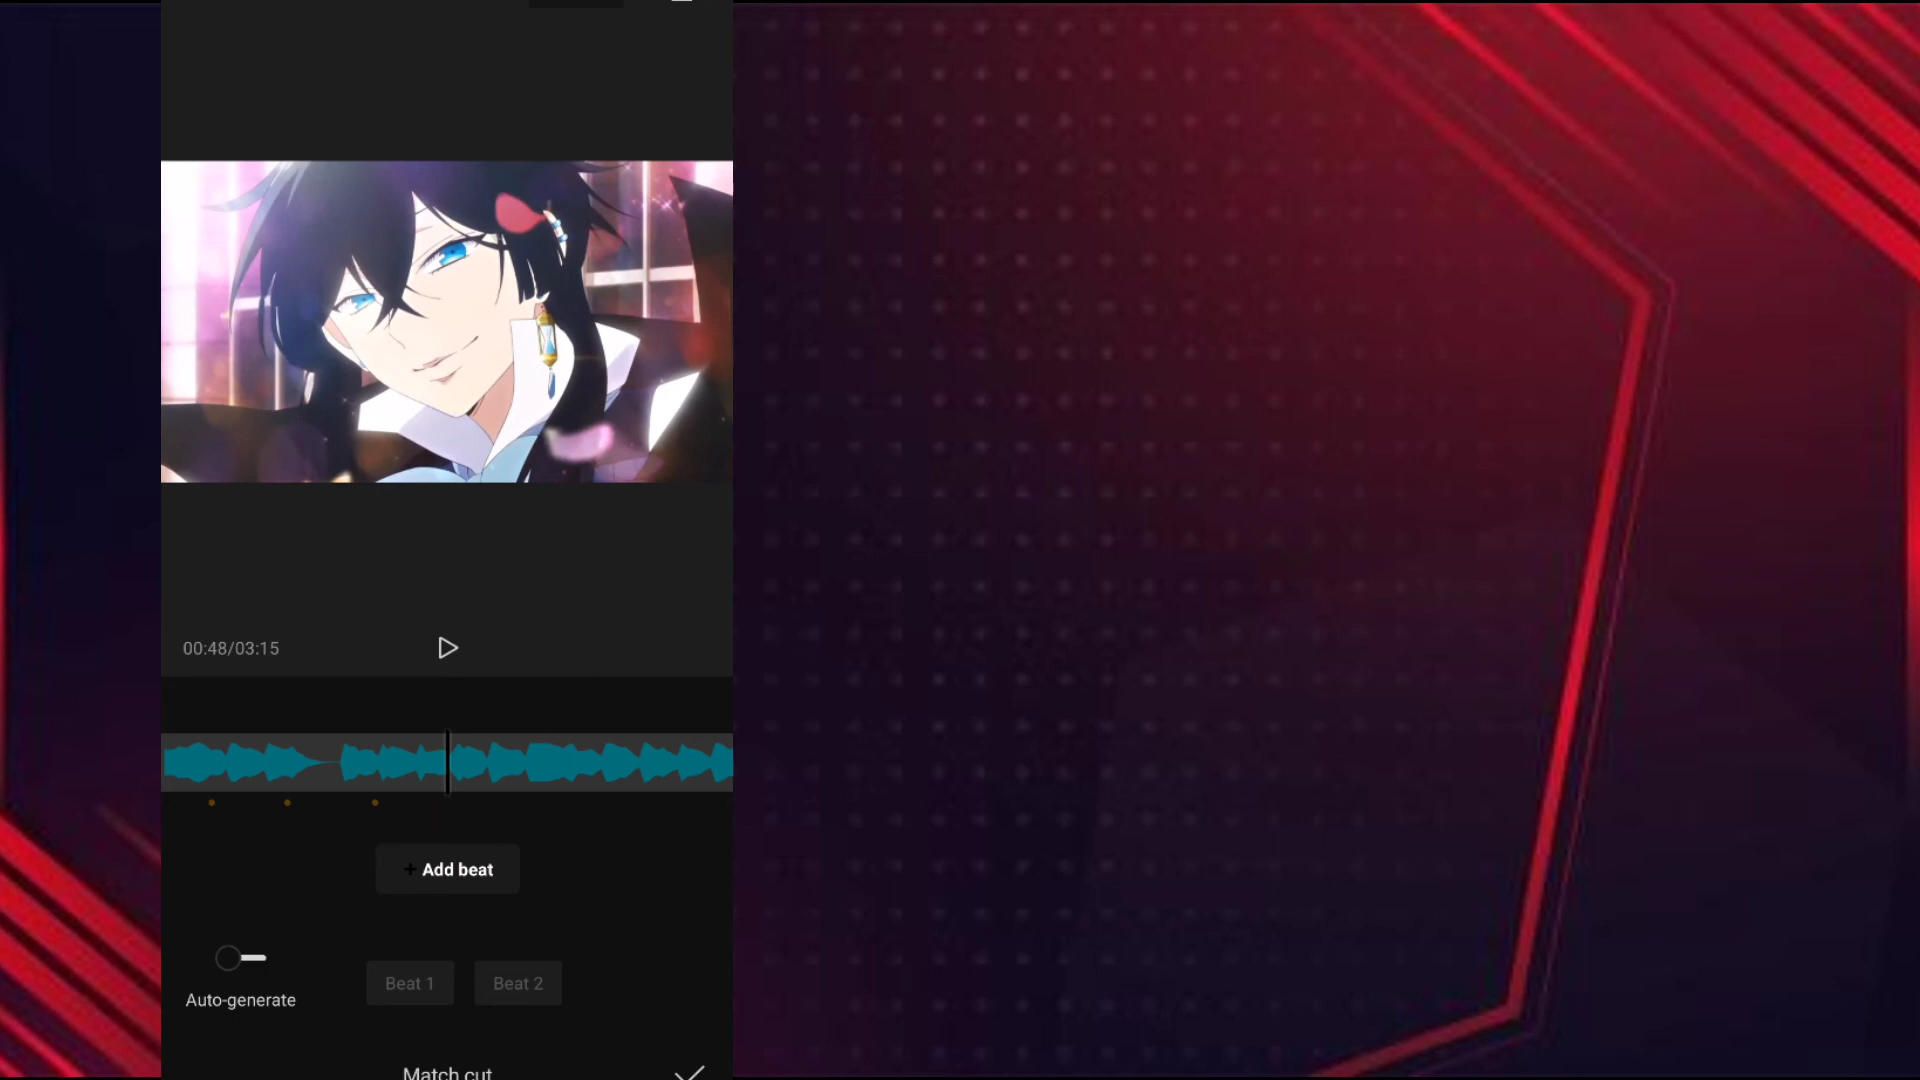 00:48/03:15
+ Add beat
Auto-generate
Beat 1
Beat 2
Match cut